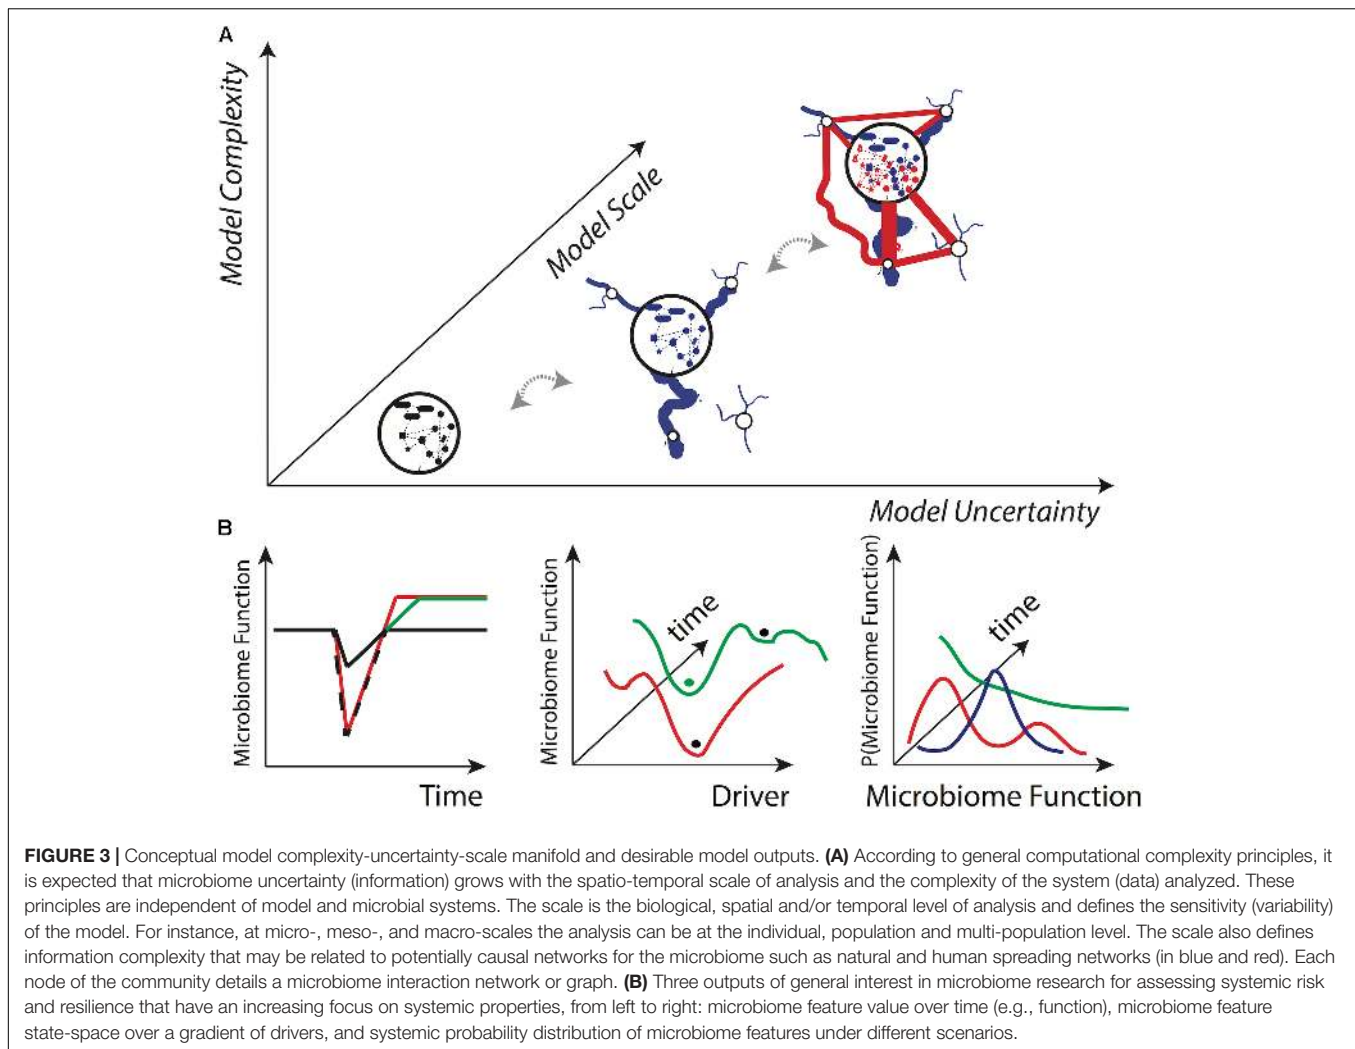 A
Model Complexity
Model Scale
Model Uncertainty
B
Microbiome Function
Time
Microbiome Function
time
Driver
P(Microbiome Function)
time
Microbiome Function
FIGURE 3 | Conceptual model complexity-uncertainty-scale manifold and desirable model outputs. (A) According to general computational complexity principles, it
is expected that microbiome uncertainty (information) grows with the spatio-temporal scale of analysis and the complexity of the system (data) analyzed. These
principles are independent of model and microbial systems. The scale is the biological, spatial and/or temporal level of analysis and defines the sensitivity (variability)
of the model. For instance, at micro-, meso-, and macro-scales the analysis can be at the individual, population and multi-population level. The scale also defines
information complexity that may be related to potentially causal networks for the microbiome such as natural and human spreading networks (in blue and red). Each
node of the community details a microbiome interaction network or graph. (B) Three outputs of general interest in microbiome research for assessing systemic risk
and resilience that have an increasing focus on systemic properties, from left to right: microbiome feature value over time (e.g., function), microbiome feature
state-space over a gradient of drivers, and systemic probability distribution of microbiome features under different scenarios.